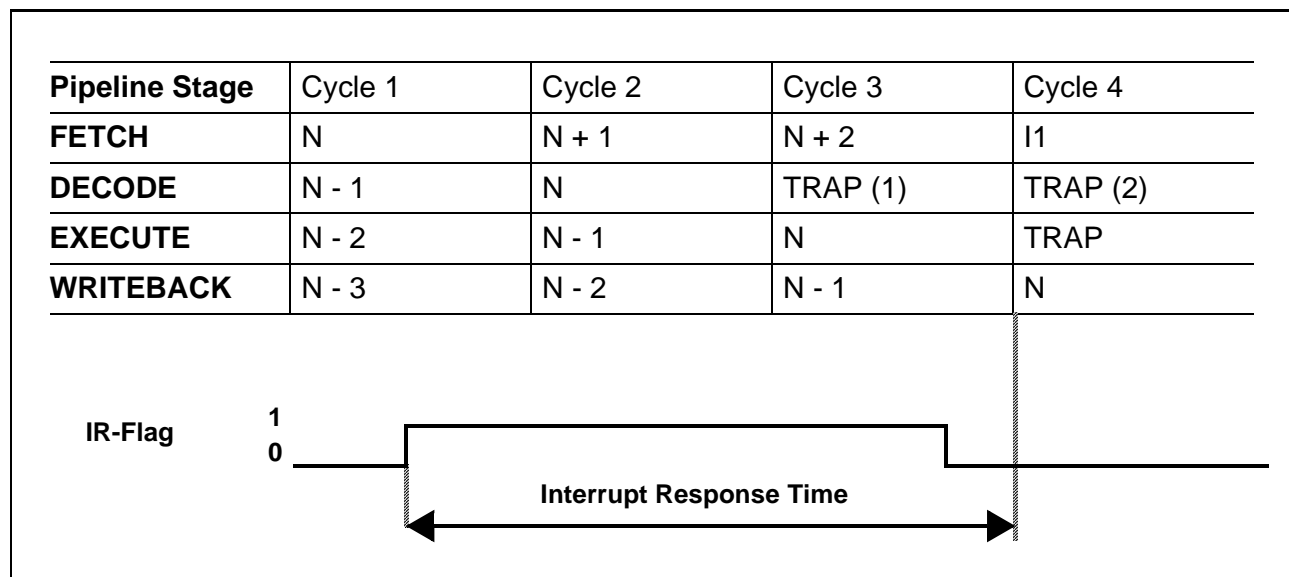 Pipeline Stage Cycle 1 Cycle 2 Cycle 3 Cycle 4
FETCH N N + 1 N + 2 I1
DECODE N - 1 N TRAP (1) TRAP (2)
EXECUTE N - 2 N - 1 N TRAP
WRITEBACK N - 3 N - 2 N - 1 N
IR-Flag 1
0
Interrupt Response Time